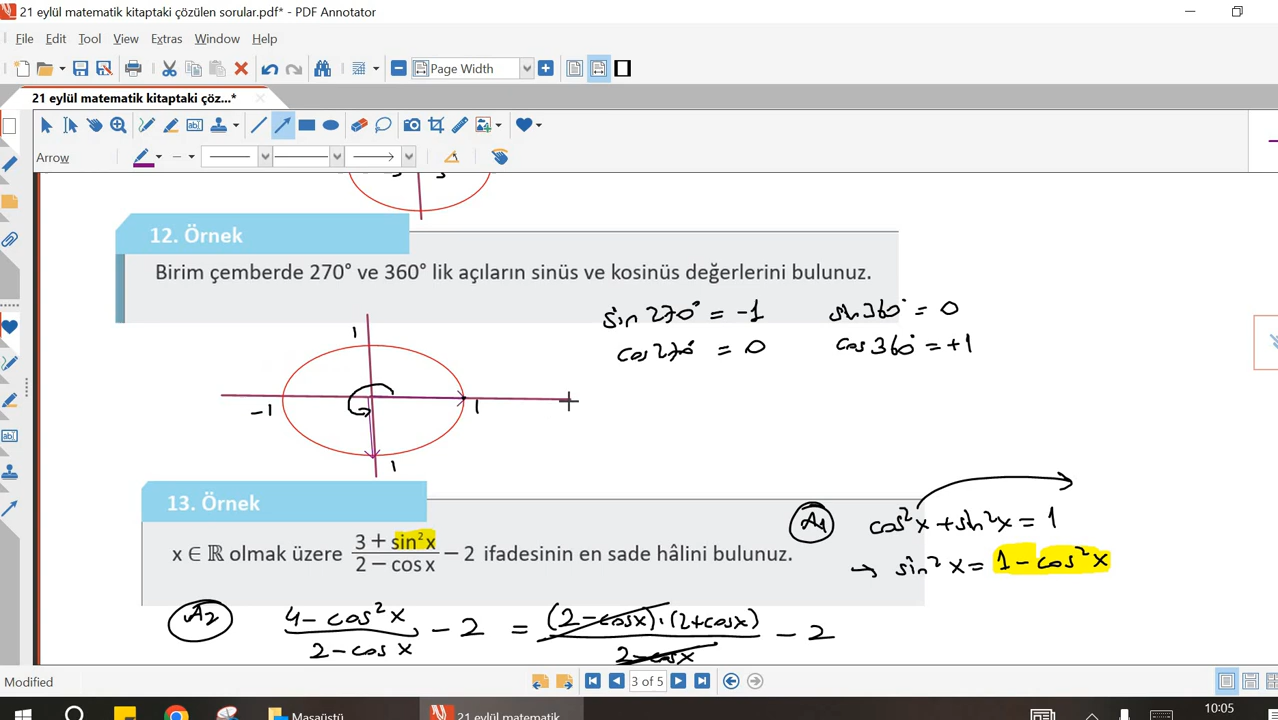 21 eylül matematik kitaptaki çözülen sorular.pdf* - PDF Annotator
File Edit Tool View Extras Window Help
Page Width
21 eylül matematik kitaptaki çöz...*
Arrow
12. Örnek
Birim çemberde 270° ve 360° lik açıların sinüs ve kosinüs değerlerini bulunuz.
sin 270° = -1 sin 360° = 0
cos 270° = 0 cos 360° = +1
1
-1 1
1
13. Örnek
x ∈ ℝ olmak üzere (3 + sin²x)/(2 − cos x) − 2 ifadesinin en sade hâlini bulunuz.
A1 cos²x + sin²x = 1
→ sin²x = 1 - cos²x
A2 (4 - cos²x)/(2 - cos x) - 2 = ((2 - cosx).(2+cosx))/(2 - cosx) - 2
Modified 3 of 5
Masaüstü 21 eylül matematik 10:05